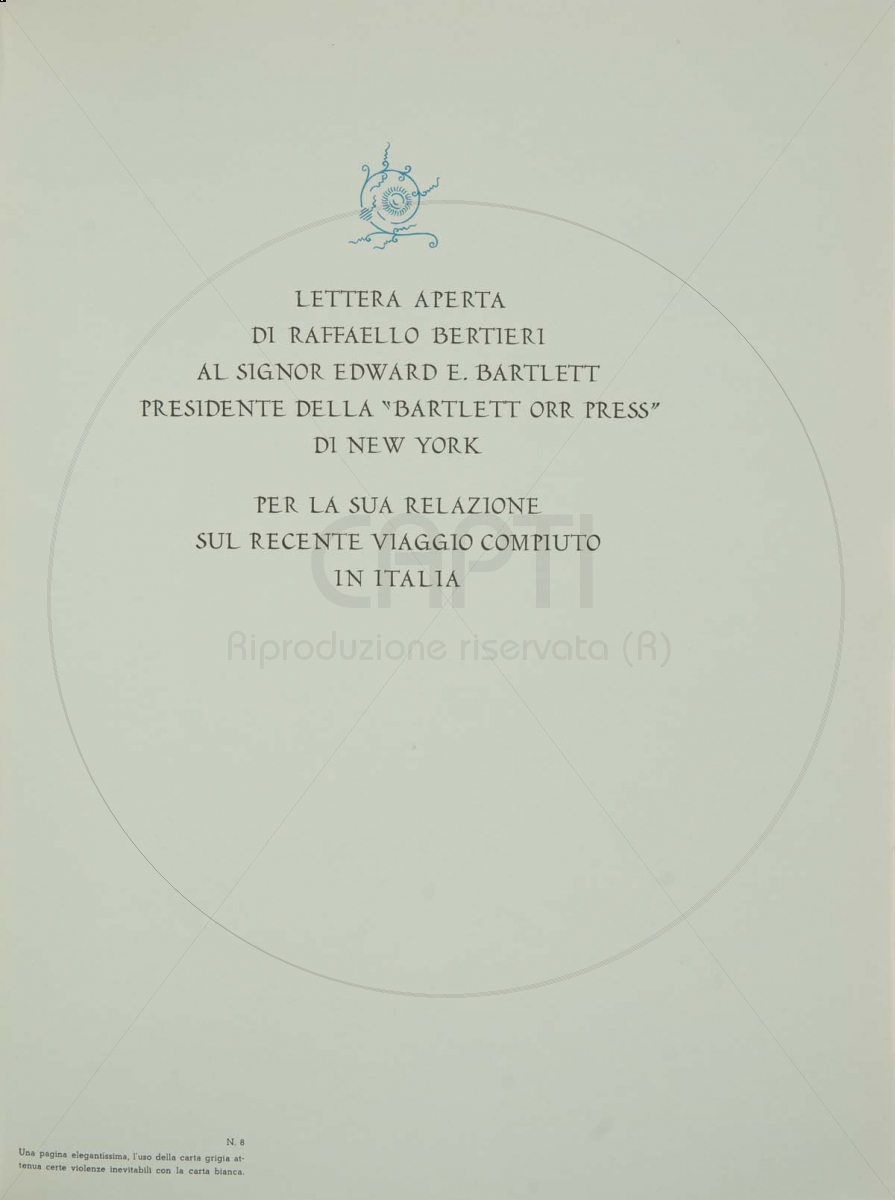 LETTERA APERTA
DI RAFFAELLO BERTIERI
AL SIGNOR EDWARD E. BARTLETT
PRESIDENTE DELLA "BARTLETT ORR PRESS"
DI NEW YORK
PER LA SUA RELAZIONE
SUL RECENTE VIAGGIO COMPIUTO
IN ITALIA
CAPTI
Riproduzione riservata (R)
N. 8
Una pagina elegantissima, l'uso della carta grigia at-
tenua certe violenze inevitabili con la carta bianca.